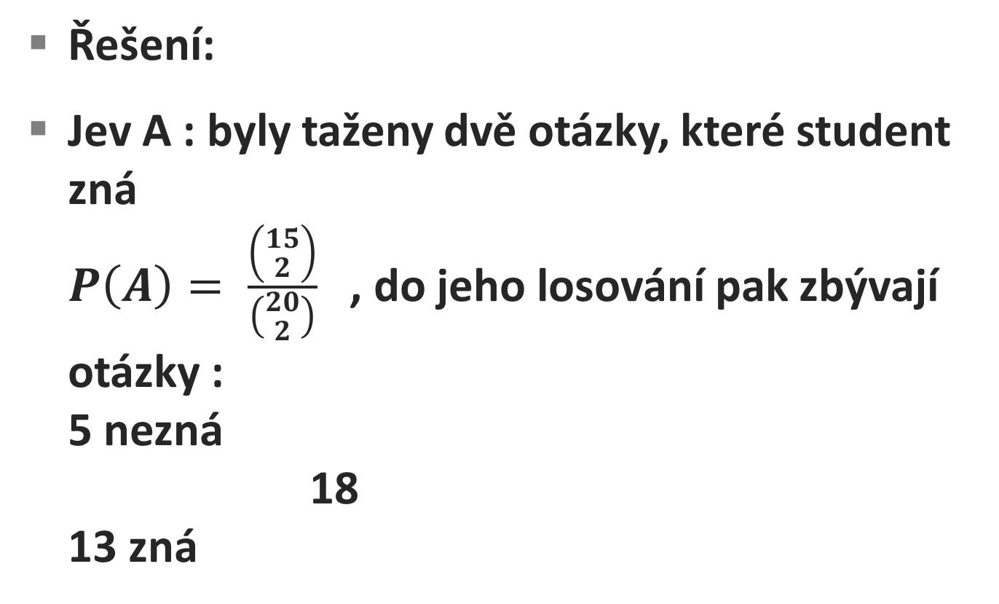 ▪ Řešení:
▪ Jev A : byly taženy dvě otázky, které student
zná
P(A) = \frac{\binom{15}{2}}{\binom{20}{2}} , do jeho losování pak zbývají
otázky :
5 nezná
18
13 zná